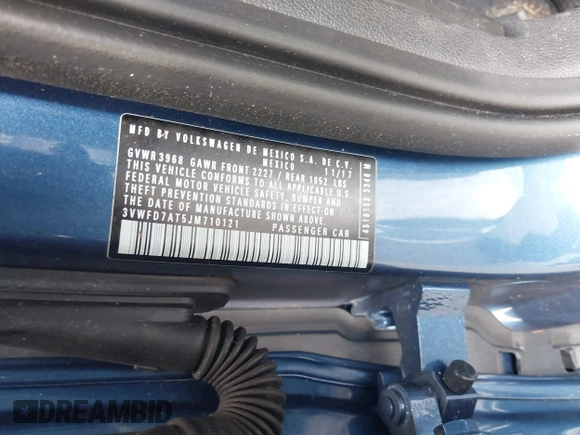 MFD BY VOLKSWAGEN DE MEXICO S.A. DE C.V.
MEXICO 11/17
GVWR 3968 GAWR FRONT 2227 / REAR 1852 LBS
THIS VEHICLE CONFORMS TO ALL APPLICABLE U.S
FEDERAL MOTOR VEHICLE SAFETY, BUMPER AND
THEFT PREVENTION STANDARDS IN EFFECT ON
THE DATE OF MANUFACTURE SHOWN ABOVE
3VWFD7AT5JM710121 PASSENGER CAR
DREAMBID